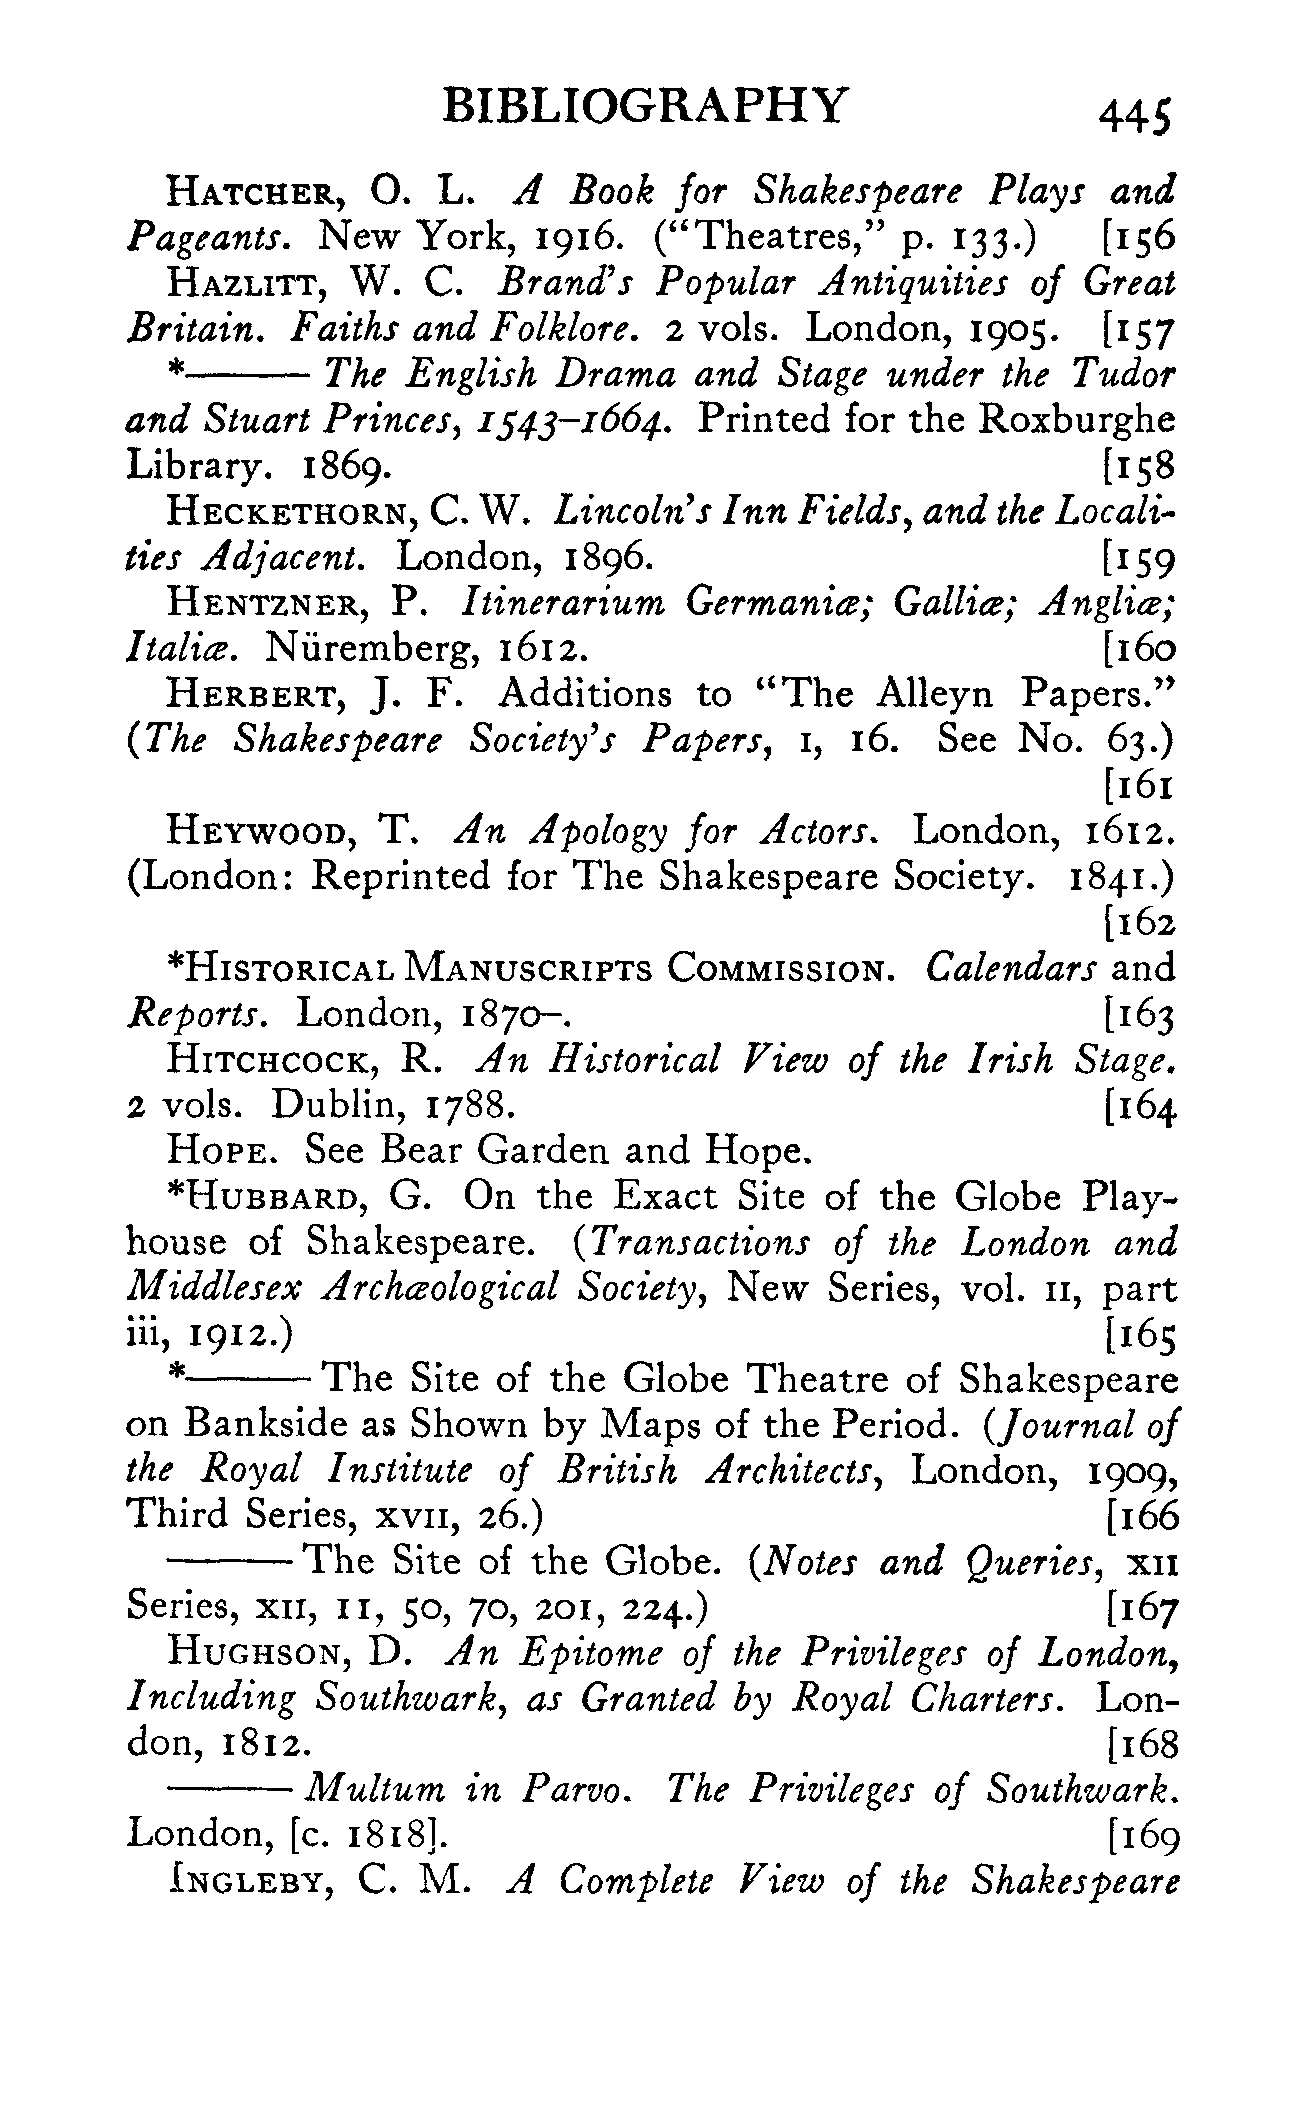 BIBLIOGRAPHY 445
HATCHER, O. L. A Book for Shakespeare Plays and
Pageants. New York, 1916. (“Theatres,” p. 133.) [156
HAZLITT, W. C. Brand's Popular Antiquities of Great
Britain. Faiths and Folklore. 2 vols. London, 1905. [157
*——— The English Drama and Stage under the Tudor
and Stuart Princes, 1543–1664. Printed for the Roxburghe
Library. 1869. [158
HECKETHORN, C. W. Lincoln's Inn Fields, and the Locali-
ties Adjacent. London, 1896. [159
HENTZNER, P. Itinerarium Germaniæ; Galliæ; Angliæ;
Italiæ. Nüremberg, 1612. [160
HERBERT, J. F. Additions to “The Alleyn Papers.”
(The Shakespeare Society's Papers, I, 16. See No. 63.)
[161
HEYWOOD, T. An Apology for Actors. London, 1612.
(London: Reprinted for The Shakespeare Society. 1841.)
[162
*HISTORICAL MANUSCRIPTS COMMISSION. Calendars and
Reports. London, 1870–. [163
HITCHCOCK, R. An Historical View of the Irish Stage.
2 vols. Dublin, 1788. [164
HOPE. See Bear Garden and Hope.
*HUBBARD, G. On the Exact Site of the Globe Play-
house of Shakespeare. (Transactions of the London and
Middlesex Archæological Society, New Series, vol. II, part
iii, 1912.) [165
*——— The Site of the Globe Theatre of Shakespeare
on Bankside as Shown by Maps of the Period. (Journal of
the Royal Institute of British Architects, London, 1909,
Third Series, XVII, 26.) [166
——— The Site of the Globe. (Notes and Queries, XII
Series, XII, 11, 50, 70, 201, 224.) [167
HUGHSON, D. An Epitome of the Privileges of London,
Including Southwark, as Granted by Royal Charters. Lon-
don, 1812. [168
——— Multum in Parvo. The Privileges of Southwark.
London, [c. 1818]. [169
INGLEBY, C. M. A Complete View of the Shakespeare